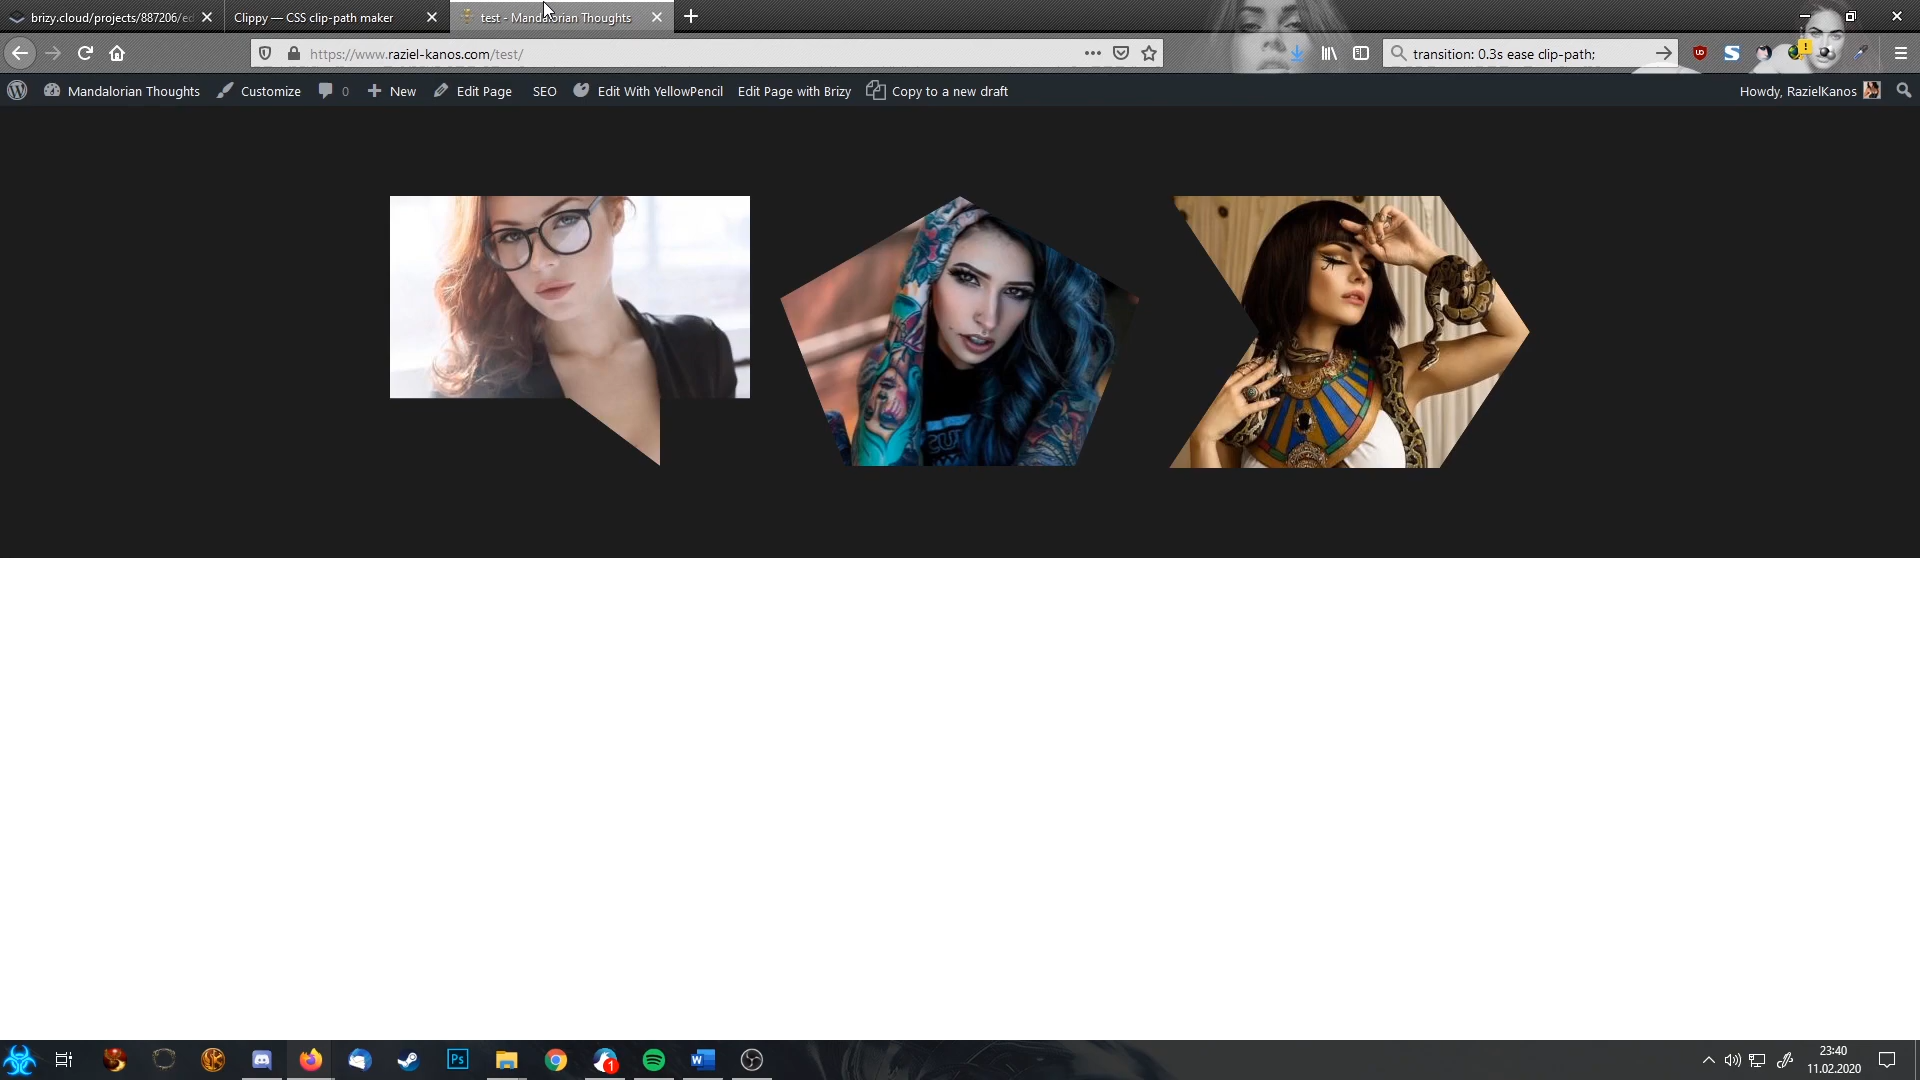 brizy.cloud/projects/887206/ed
Clippy — CSS clip-path maker
test - Mandalorian Thoughts
https://www.raziel-kanos.com/test/
transition: 0.3s ease clip-path;
Mandalorian Thoughts
Customize
0
New
Edit Page
SEO
Edit With YellowPencil
Edit Page with Brizy
Copy to a new draft
Howdy, RazielKanos
Ps
1
23:40
11.02.2020